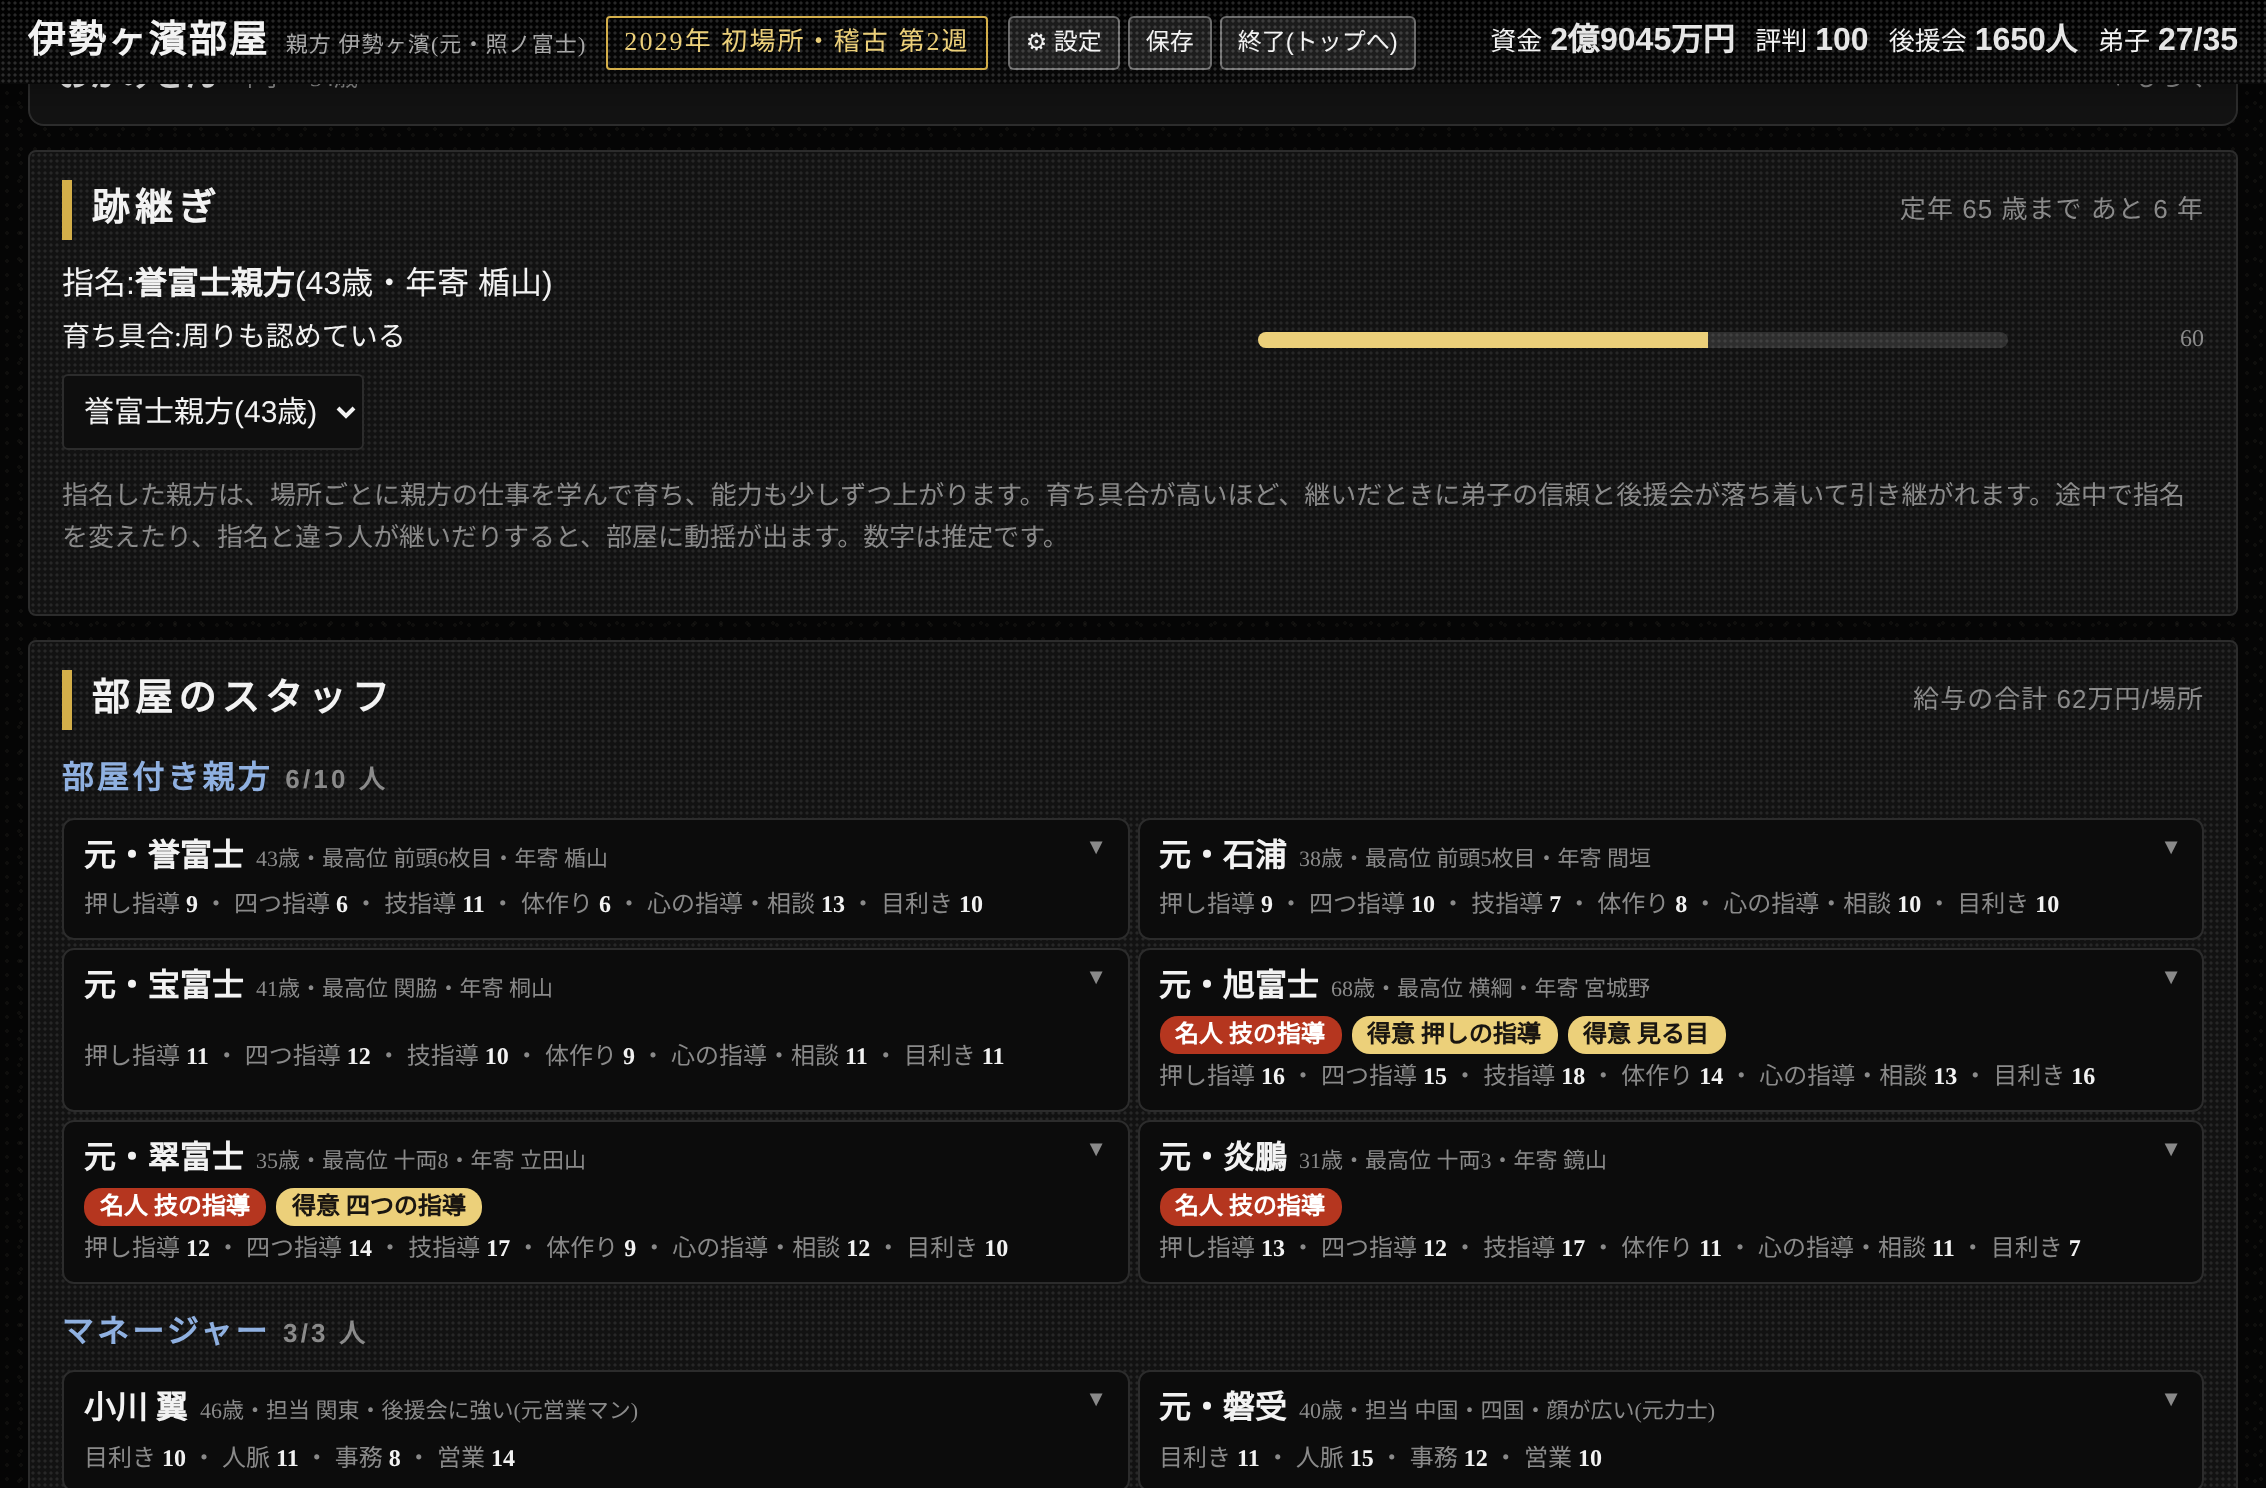 伊勢ヶ濱部屋 親方 伊勢ヶ濱(元・照ノ富士) 2029年 初場所・稽古 第2週 ⚙ 設定 保存 終了(トップへ) 資金 2億9045万円 評判 100 後援会 1650人 弟子 27/35
跡継ぎ 定年 65 歳まで あと 6 年
指名:誉富士親方(43歳・年寄 楯山)
育ち具合:周りも認めている 60
誉富士親方(43歳)
指名した親方は、場所ごとに親方の仕事を学んで育ち、能力も少しずつ上がります。育ち具合が高いほど、継いだときに弟子の信頼と後援会が落ち着いて引き継がれます。途中で指名
を変えたり、指名と違う人が継いだりすると、部屋に動揺が出ます。数字は推定です。
部屋のスタッフ 給与の合計 62万円/場所
部屋付き親方 6/10 人
元・誉富士 43歳・最高位 前頭6枚目・年寄 楯山 ▼
押し指導 9 ・ 四つ指導 6 ・ 技指導 11 ・ 体作り 6 ・ 心の指導・相談 13 ・ 目利き 10
元・石浦 38歳・最高位 前頭5枚目・年寄 間垣 ▼
押し指導 9 ・ 四つ指導 10 ・ 技指導 7 ・ 体作り 8 ・ 心の指導・相談 10 ・ 目利き 10
元・宝富士 41歳・最高位 関脇・年寄 桐山 ▼
押し指導 11 ・ 四つ指導 12 ・ 技指導 10 ・ 体作り 9 ・ 心の指導・相談 11 ・ 目利き 11
元・旭富士 68歳・最高位 横綱・年寄 宮城野 ▼
名人 技の指導 得意 押しの指導 得意 見る目
押し指導 16 ・ 四つ指導 15 ・ 技指導 18 ・ 体作り 14 ・ 心の指導・相談 13 ・ 目利き 16
元・翠富士 35歳・最高位 十両8・年寄 立田山 ▼
名人 技の指導 得意 四つの指導
押し指導 12 ・ 四つ指導 14 ・ 技指導 17 ・ 体作り 9 ・ 心の指導・相談 12 ・ 目利き 10
元・炎鵬 31歳・最高位 十両3・年寄 鏡山 ▼
名人 技の指導
押し指導 13 ・ 四つ指導 12 ・ 技指導 17 ・ 体作り 11 ・ 心の指導・相談 11 ・ 目利き 7
マネージャー 3/3 人
小川 翼 46歳・担当 関東・後援会に強い(元営業マン) ▼
目利き 10 ・ 人脈 11 ・ 事務 8 ・ 営業 14
元・磐受 40歳・担当 中国・四国・顔が広い(元力士) ▼
目利き 11 ・ 人脈 15 ・ 事務 12 ・ 営業 10